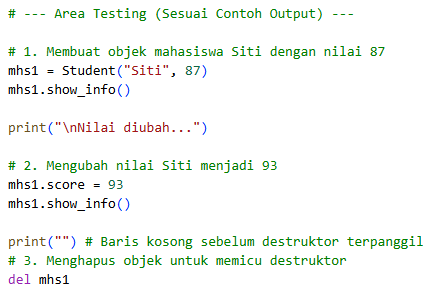 # --- Area Testing (Sesuai Contoh Output) ---
# 1. Membuat objek mahasiswa Siti dengan nilai 87
mhs1 = Student("Siti", 87)
mhs1.show_info()
print("\nNilai diubah...")
# 2. Mengubah nilai Siti menjadi 93
mhs1.score = 93
mhs1.show_info()
print("") # Baris kosong sebelum destruktor terpanggil
# 3. Menghapus objek untuk memicu destruktor
del mhs1